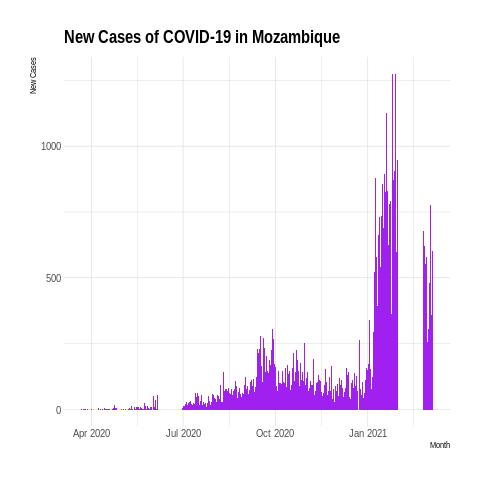 New Cases of COVID-19 in Mozambique
New Cases
1000
500
0
Apr 2020 Jul 2020 Oct 2020 Jan 2021
Month